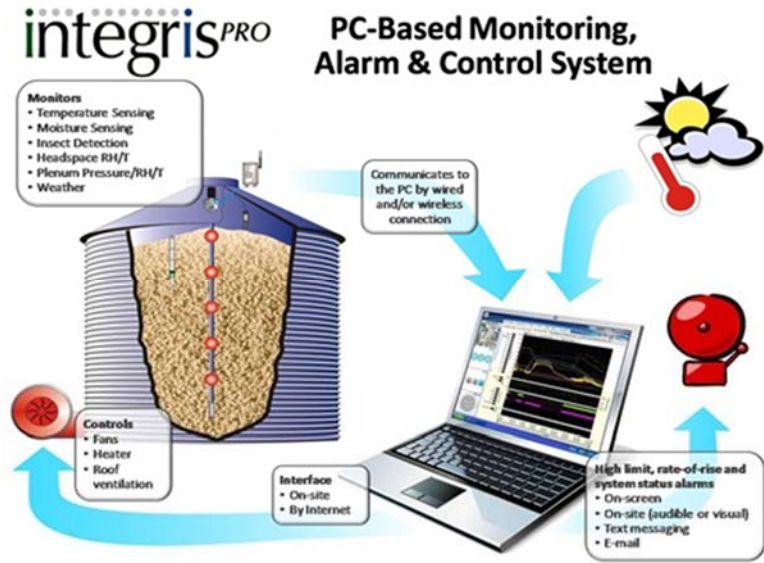 integris PRO
PC-Based Monitoring,
Alarm & Control System
Monitors
• Temperature Sensing
• Moisture Sensing
• Insect Detection
• Headspace RH/T
• Plenum Pressure/RH/T
• Weather
Communicates to
the PC by wired
and/or wireless
connection
Controls
• Fans
• Heater
• Roof
ventilation
Interface
• On-site
• By Internet
High limit, rate-of-rise and
system status alarms
• On-screen
• On-site (audible or visual)
• Text messaging
• E-mail